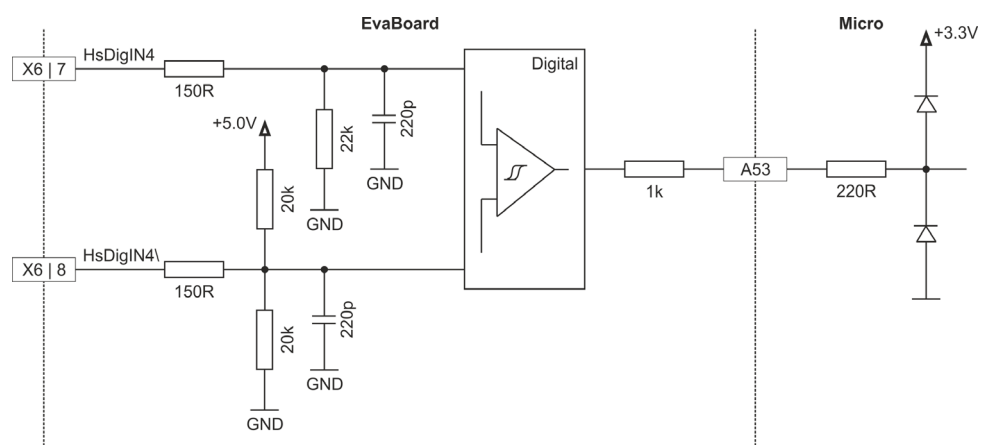 EvaBoard
Micro
X6 | 7
HsDigIN4
150R
+5.0V
22k
220p
GND
GND
Digital
+3.3V
20k
1k
A53
220R
X6 | 8
HsDigIN4\
150R
20k
220p
GND
GND